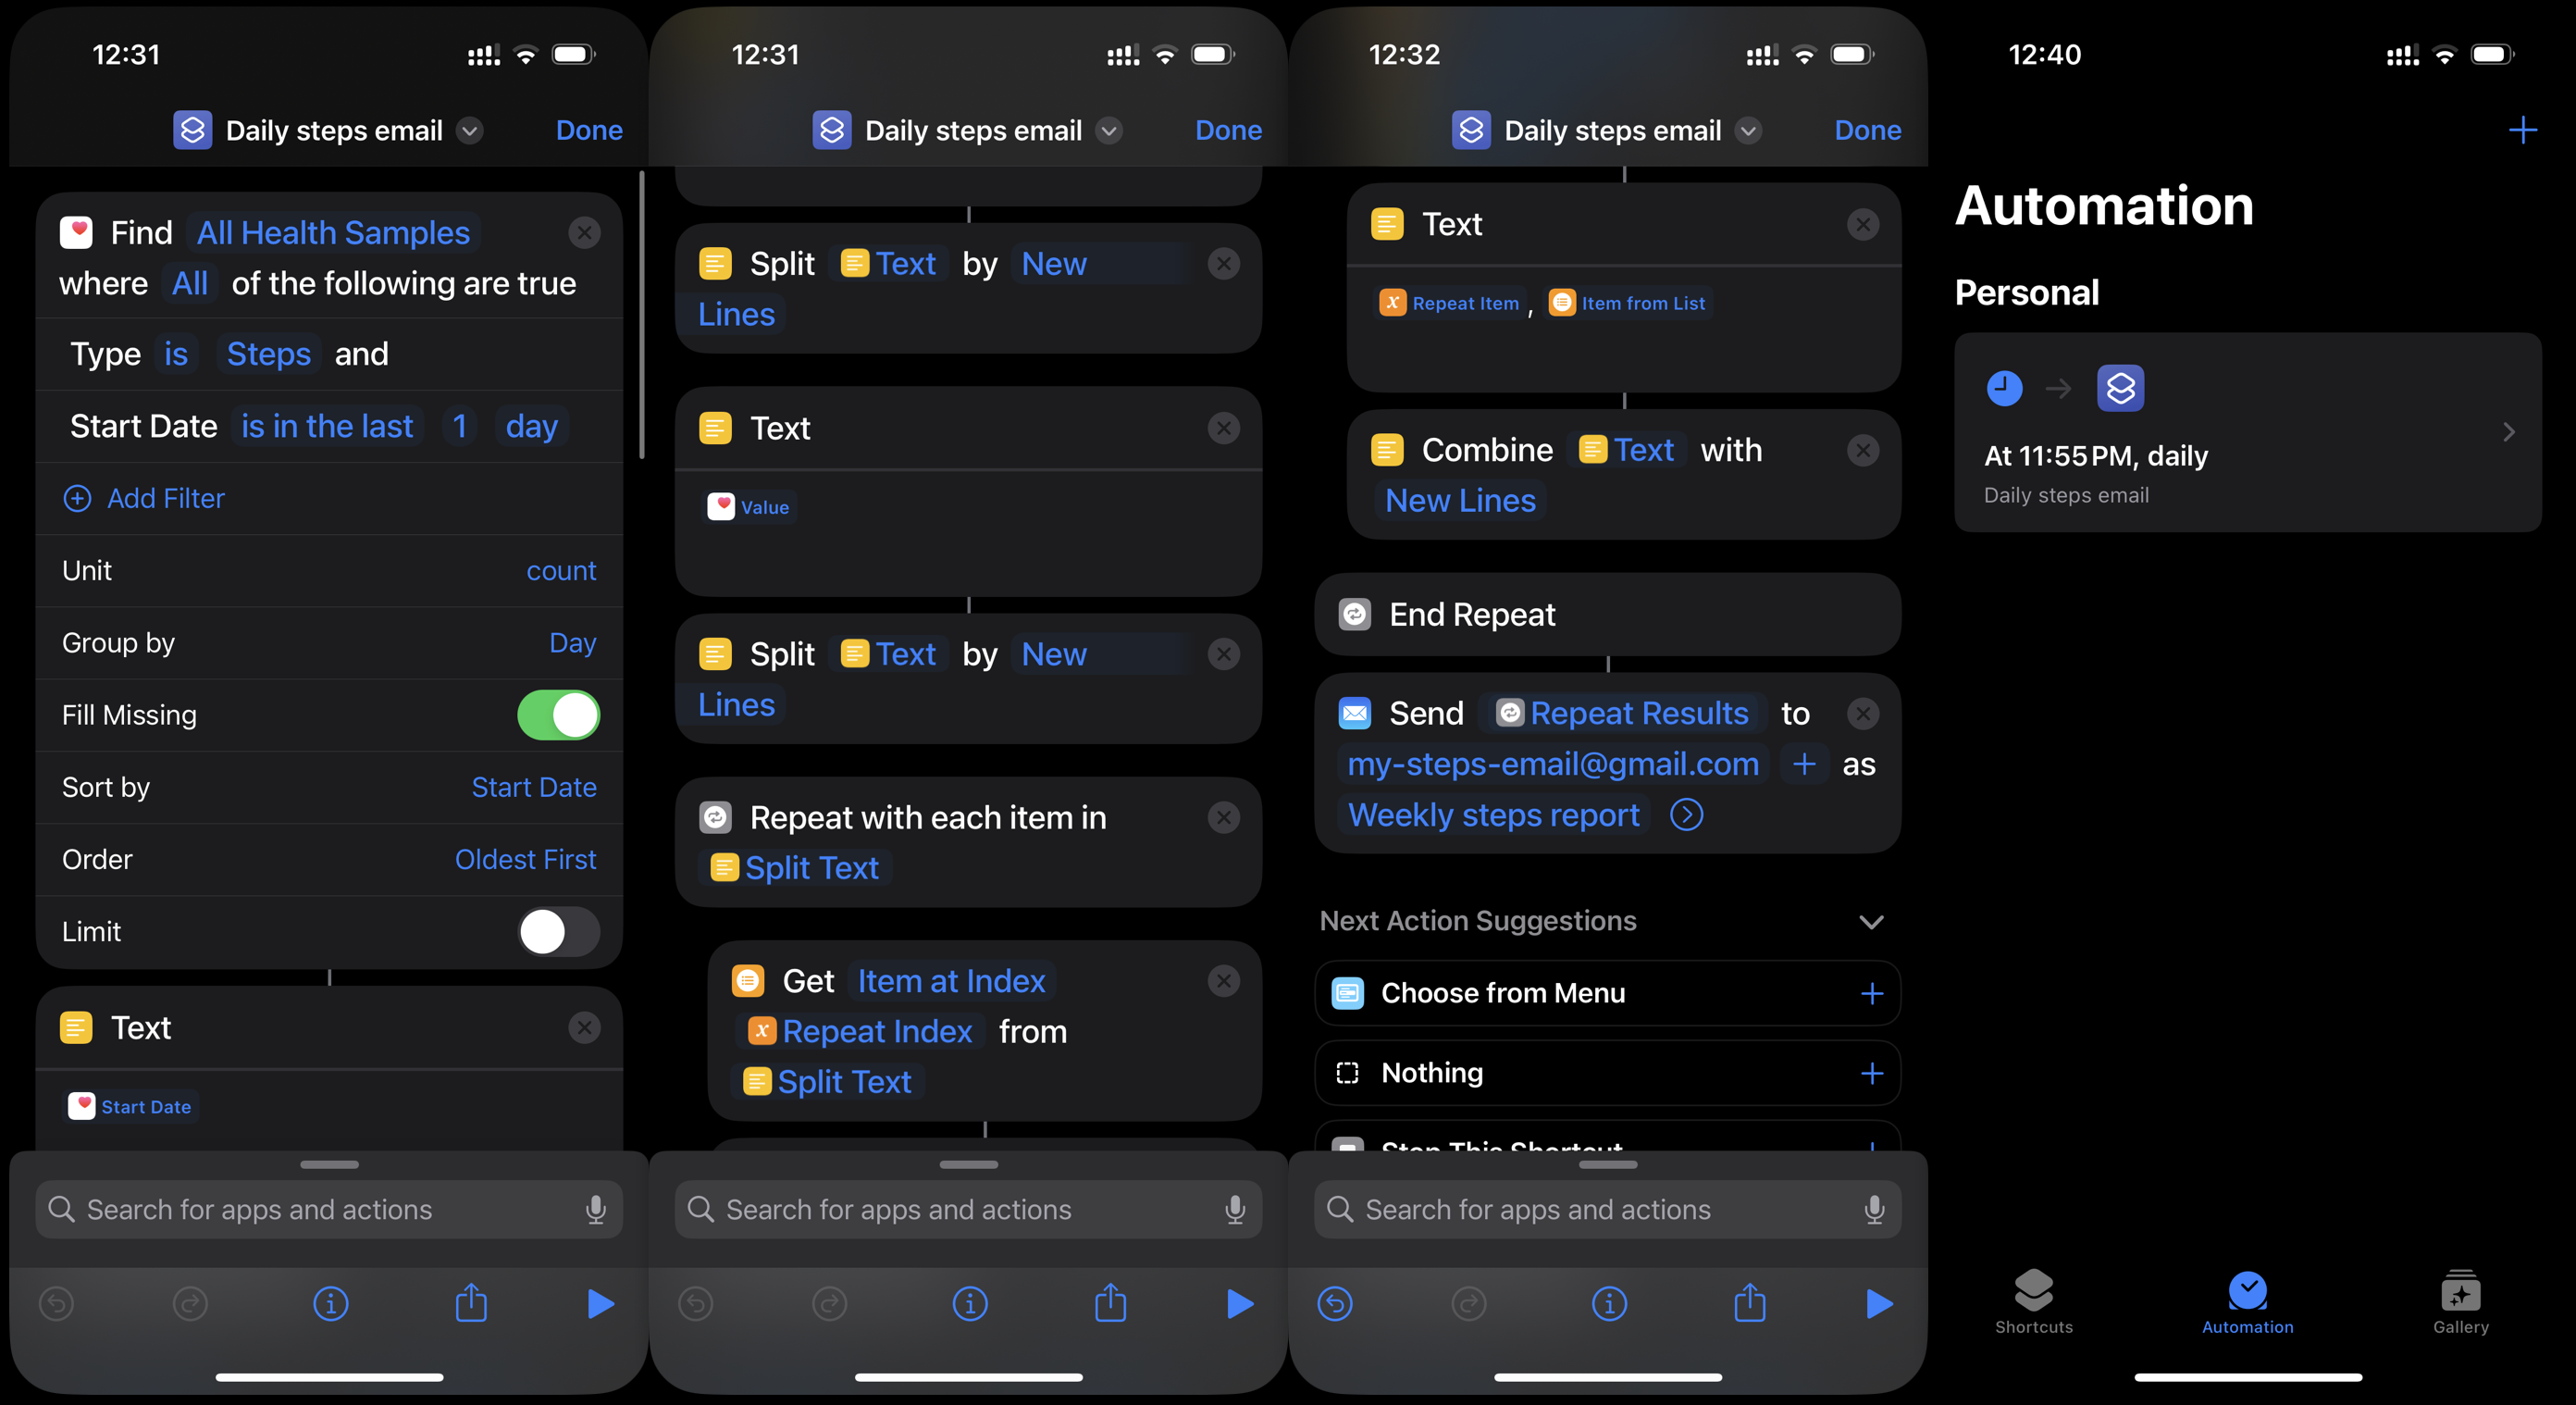 12:31
Daily steps email
Done
Find All Health Samples
where All of the following are true
Type is Steps and
Start Date is in the last 1 day
Add Filter
Unit count
Group by Day
Fill Missing
Sort by Start Date
Order Oldest First
Limit
Text
Start Date
Search for apps and actions
12:31
Daily steps email
Done
Split Text by New
Lines
Text
Value
Split Text by New
Lines
Repeat with each item in
Split Text
Get Item at Index
Repeat Index from
Split Text
Search for apps and actions
12:32
Daily steps email
Done
Text
Repeat Item , Item from List
Combine Text with
New Lines
End Repeat
Send Repeat Results to
my-steps-email@gmail.com + as
Weekly steps report
Next Action Suggestions
Choose from Menu
Nothing
Stop This Shortcut
Search for apps and actions
12:40
Automation
Personal
At 11:55 PM, daily
Daily steps email
Shortcuts
Automation
Gallery